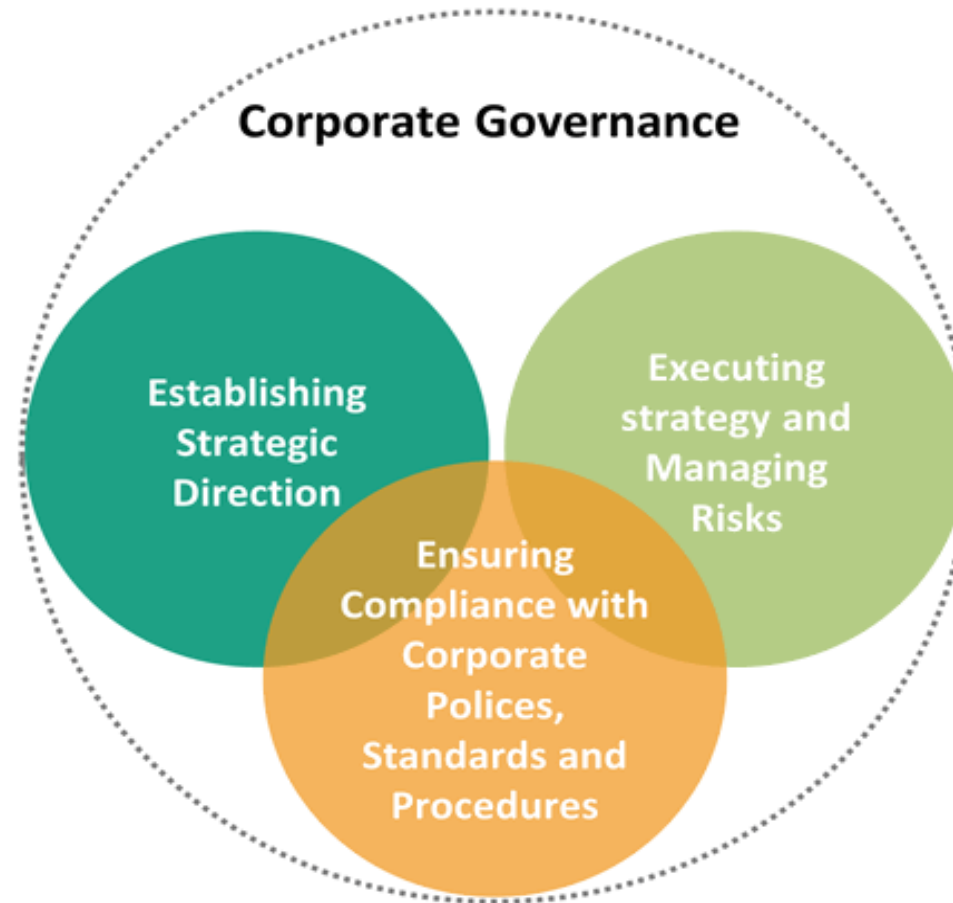 Corporate Governance
Establishing
Strategic
Direction
Executing
strategy and
Managing
Risks
Ensuring
Compliance with
Corporate
Polices,
Standards and
Procedures